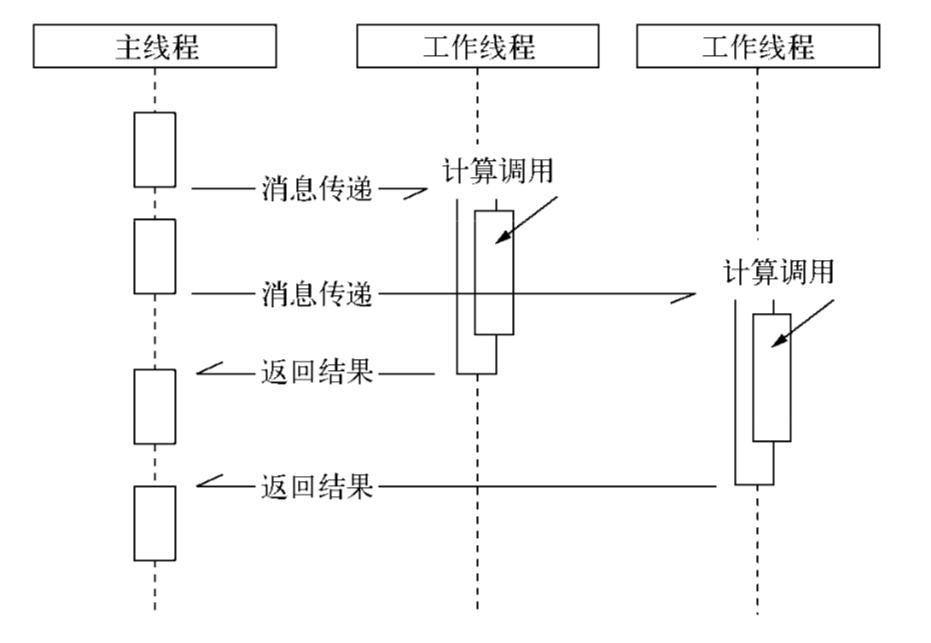 主线程
工作线程
工作线程
消息传递
计算调用
消息传递
计算调用
返回结果
返回结果